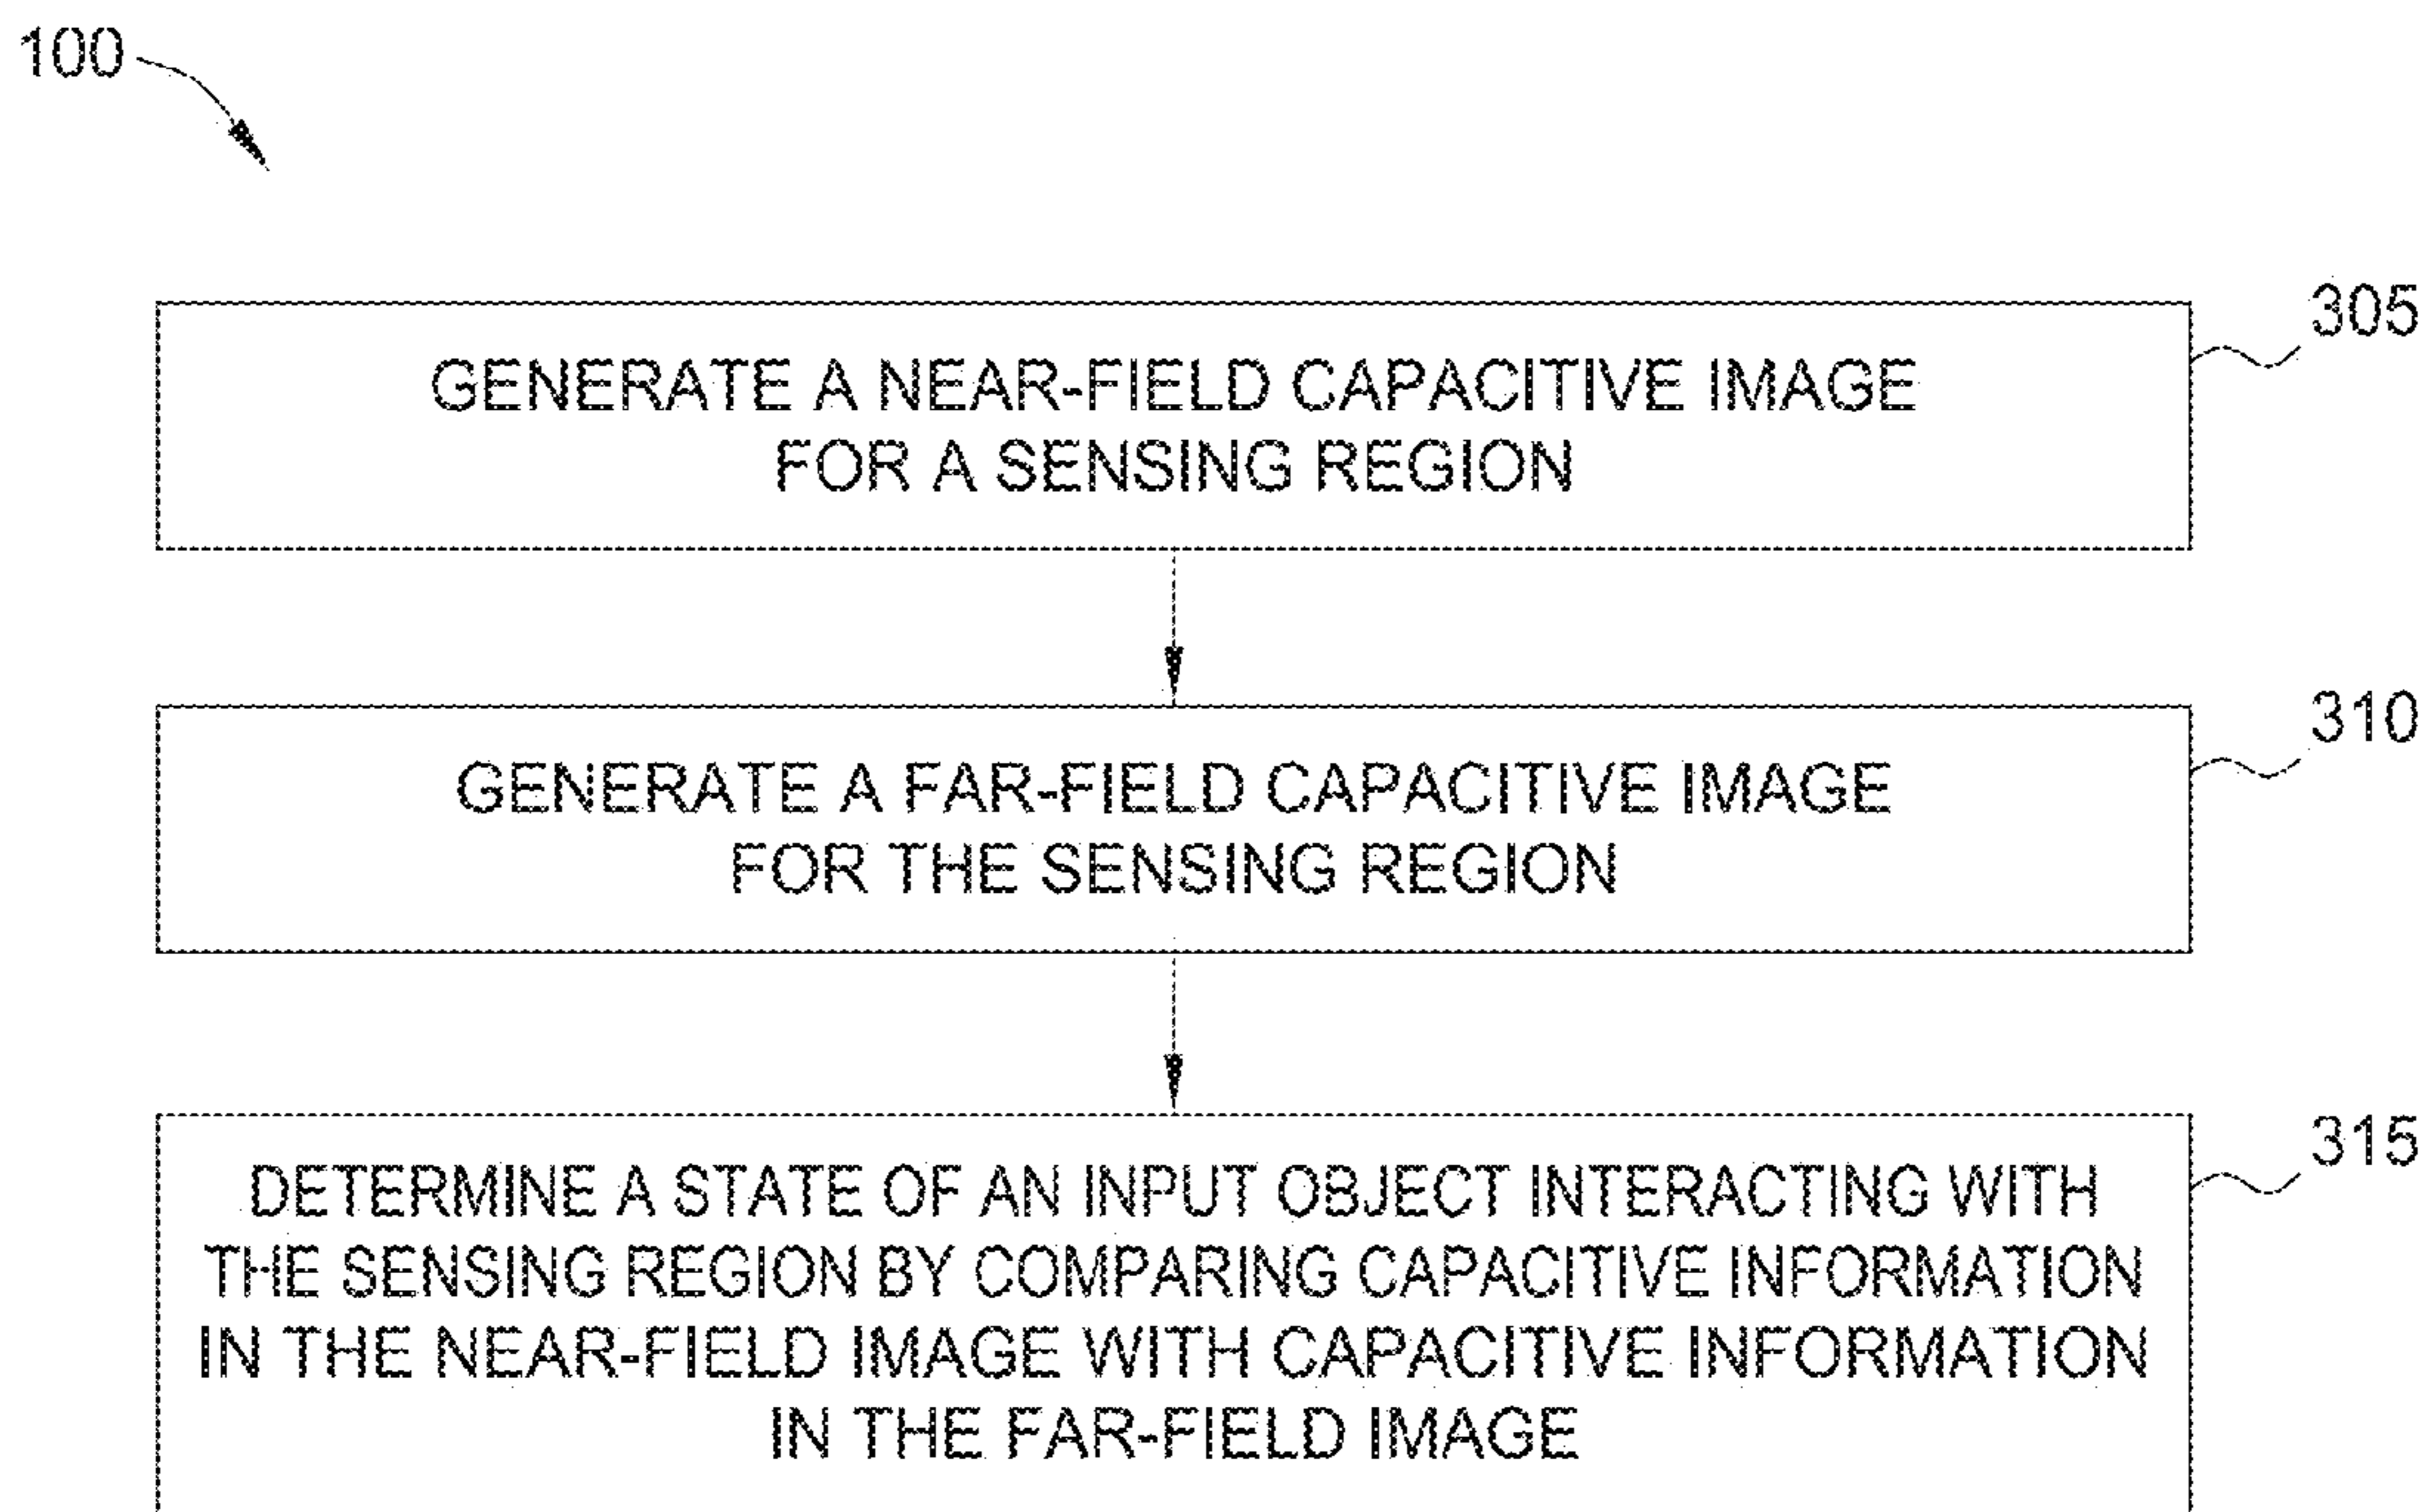 100
305
GENERATE A NEAR-FIELD CAPACITIVE IMAGE
FOR A SENSING REGION
310
GENERATE A FAR-FIELD CAPACITIVE IMAGE
FOR THE SENSING REGION
315
DETERMINE A STATE OF AN INPUT OBJECT INTERACTING WITH
THE SENSING REGION BY COMPARING CAPACITIVE INFORMATION
IN THE NEAR-FIELD IMAGE WITH CAPACITIVE INFORMATION
IN THE FAR-FIELD IMAGE